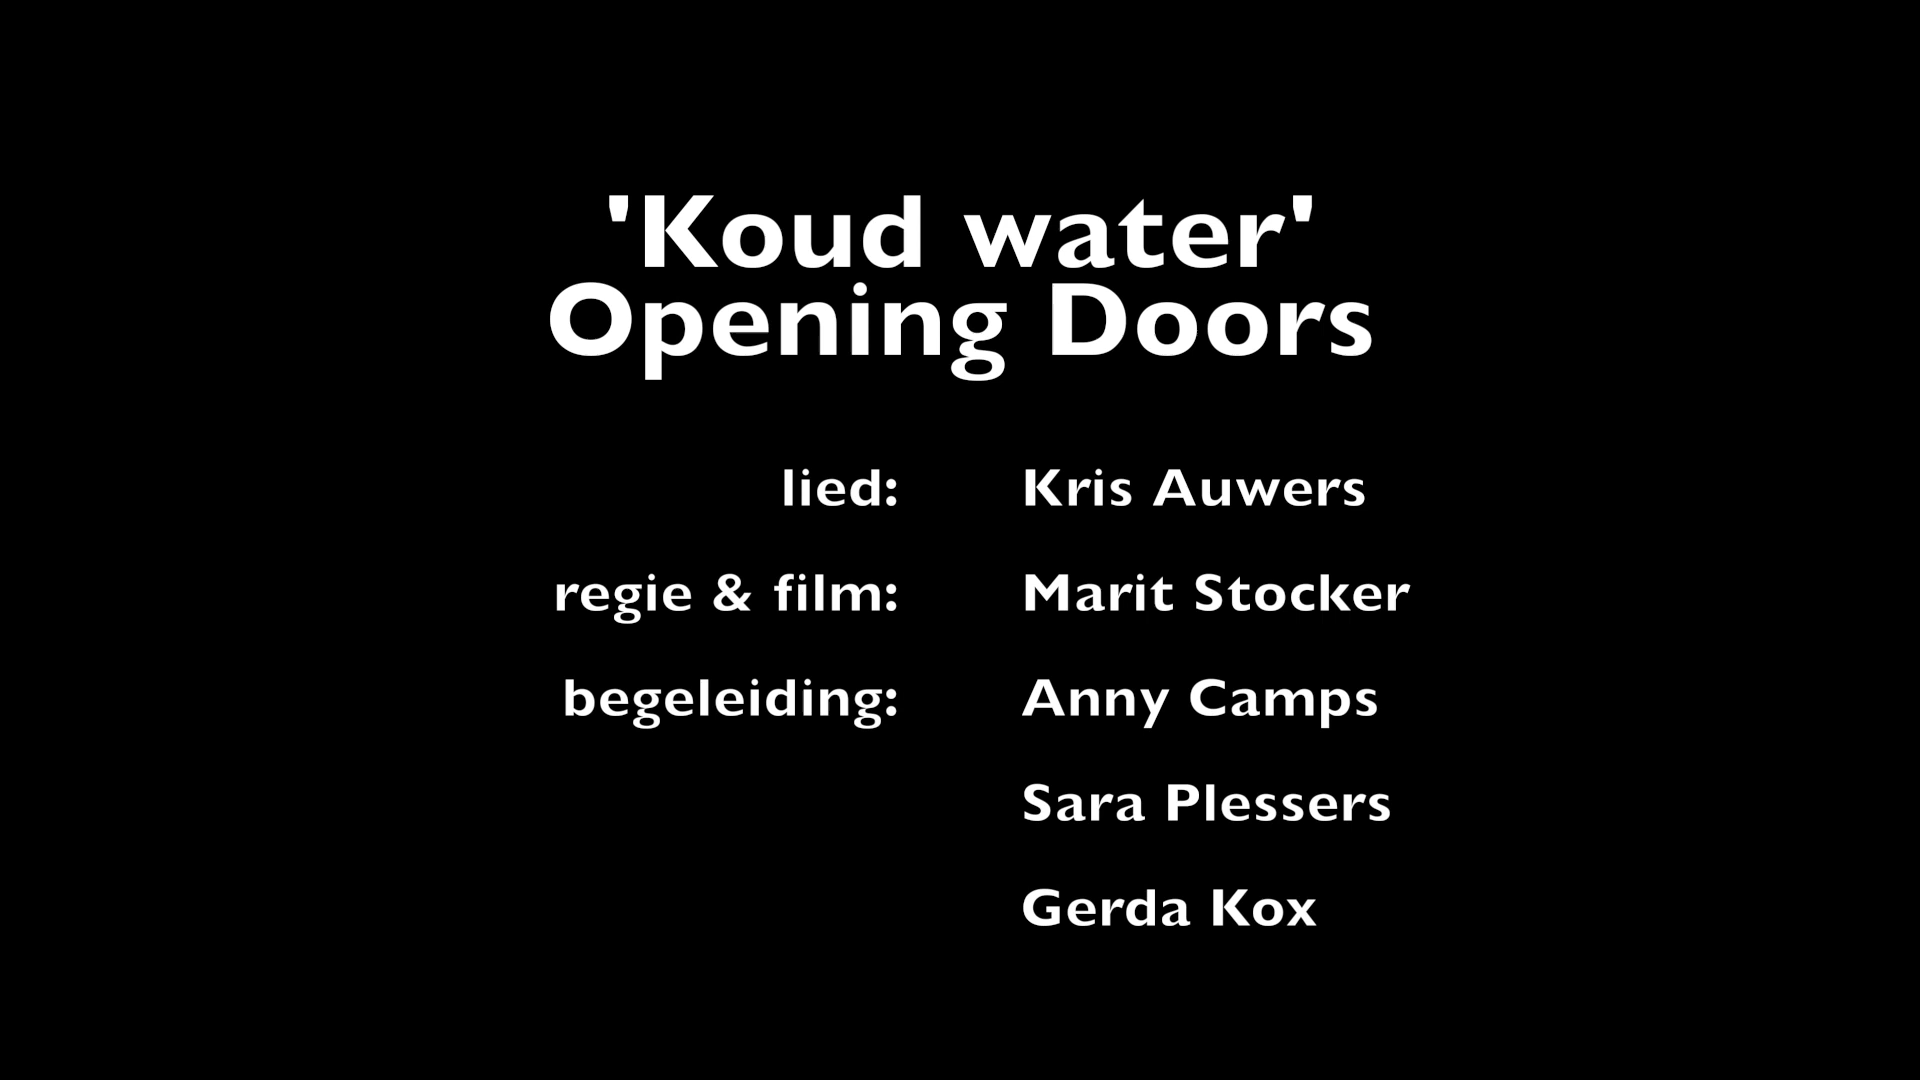 'Koud water'
Opening Doors
lied: Kris Auwers
regie & film: Marit Stocker
begeleiding: Anny Camps
Sara Plessers
Gerda Kox